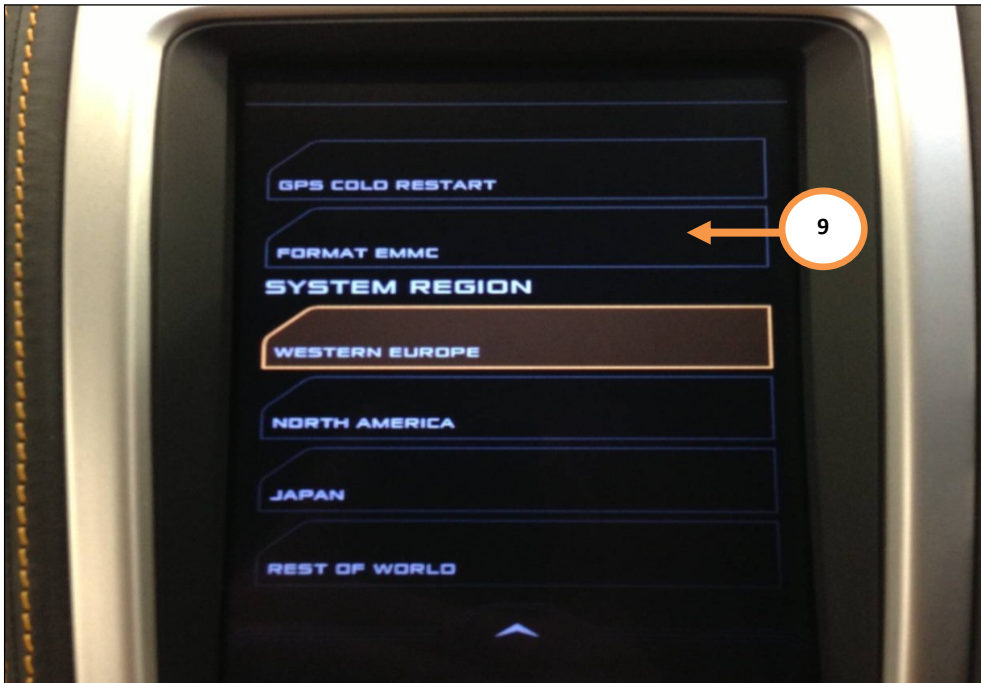 GPS COLD RESTART
FORMAT EMMC
9
SYSTEM REGION
WESTERN EUROPE
NORTH AMERICA
JAPAN
REST OF WORLD